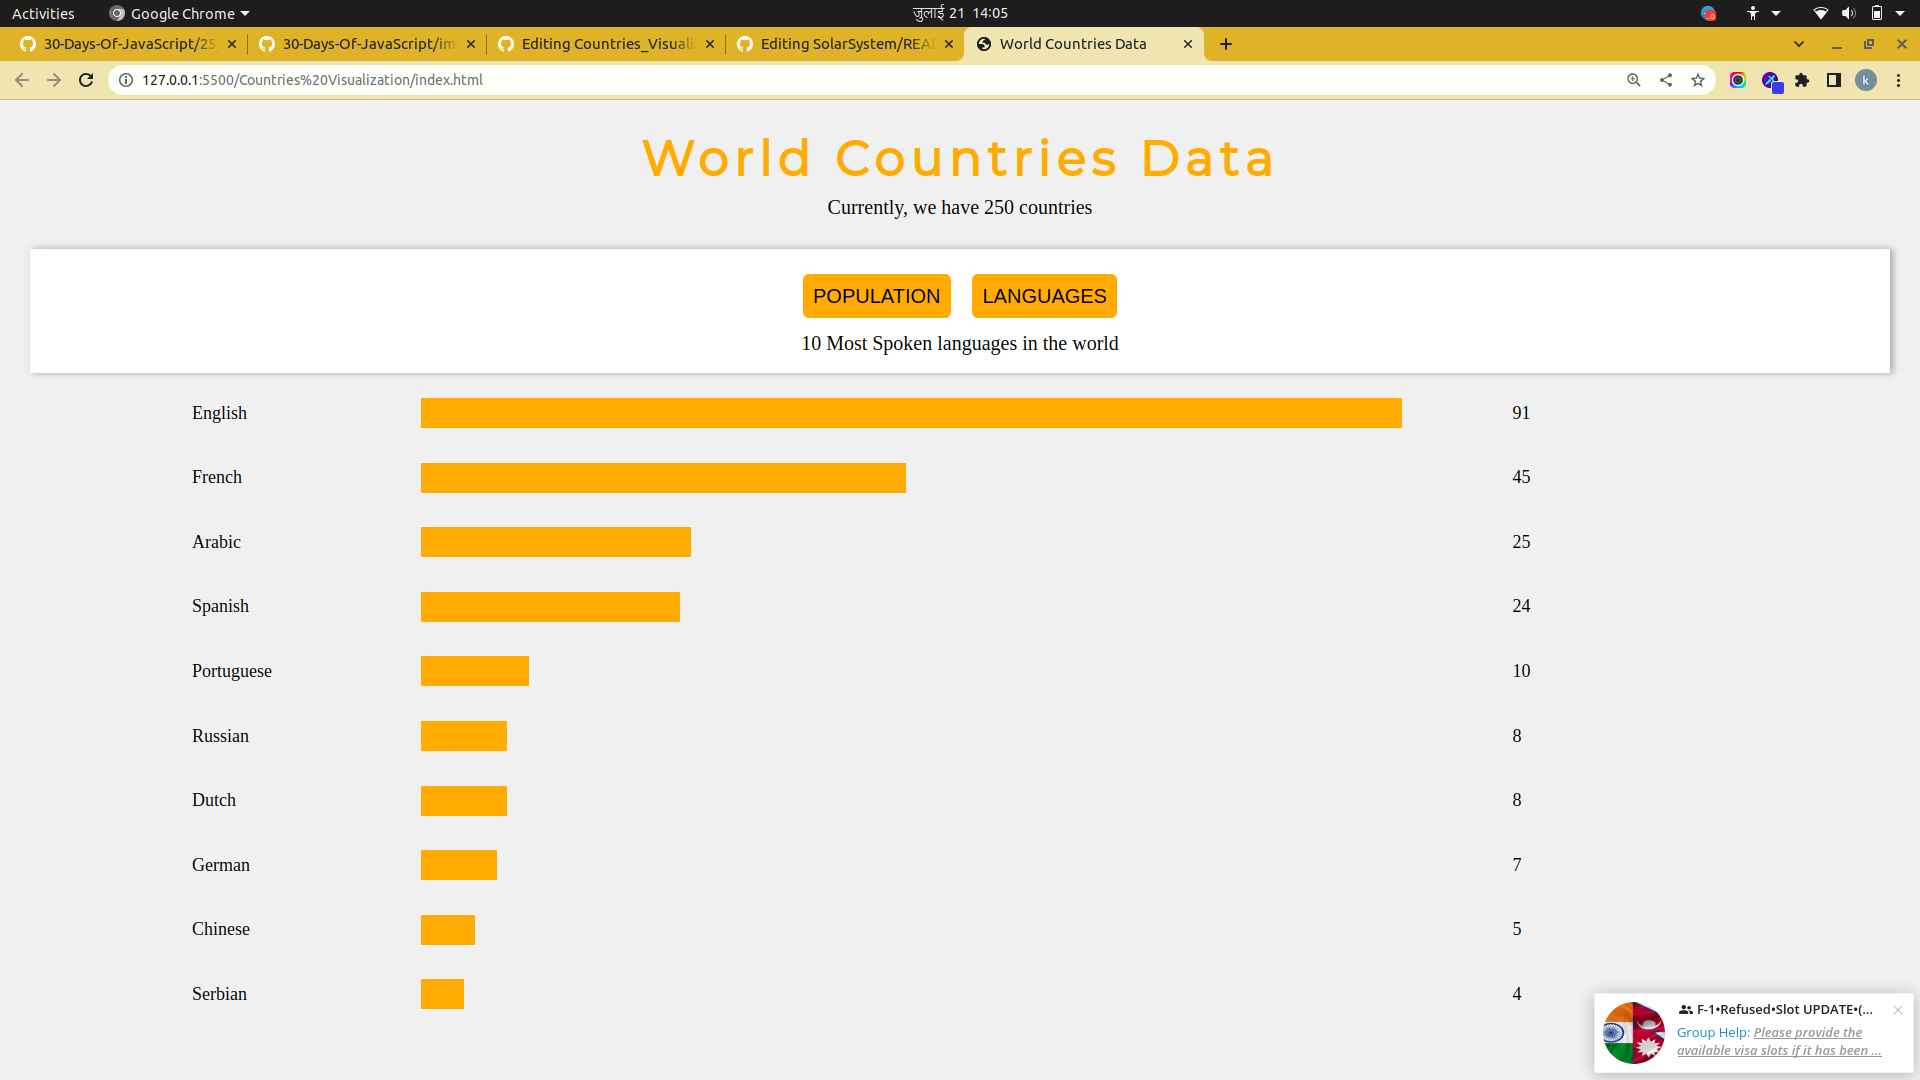 Activities
Google Chrome
जुलाई 21 14:05
30-Days-Of-JavaScript/25
30-Days-Of-JavaScript/im
Editing Countries_Visuali
Editing SolarSystem/READ
World Countries Data
127.0.0.1:5500/Countries%20Visualization/index.html
k
World Countries Data
Currently, we have 250 countries
POPULATION LANGUAGES
10 Most Spoken languages in the world
English 91
French 45
Arabic 25
Spanish 24
Portuguese 10
Russian 8
Dutch 8
German 7
Chinese 5
Serbian 4
F-1•Refused•Slot UPDATE•(...
Group Help: Please provide the
available visa slots if it has been ...